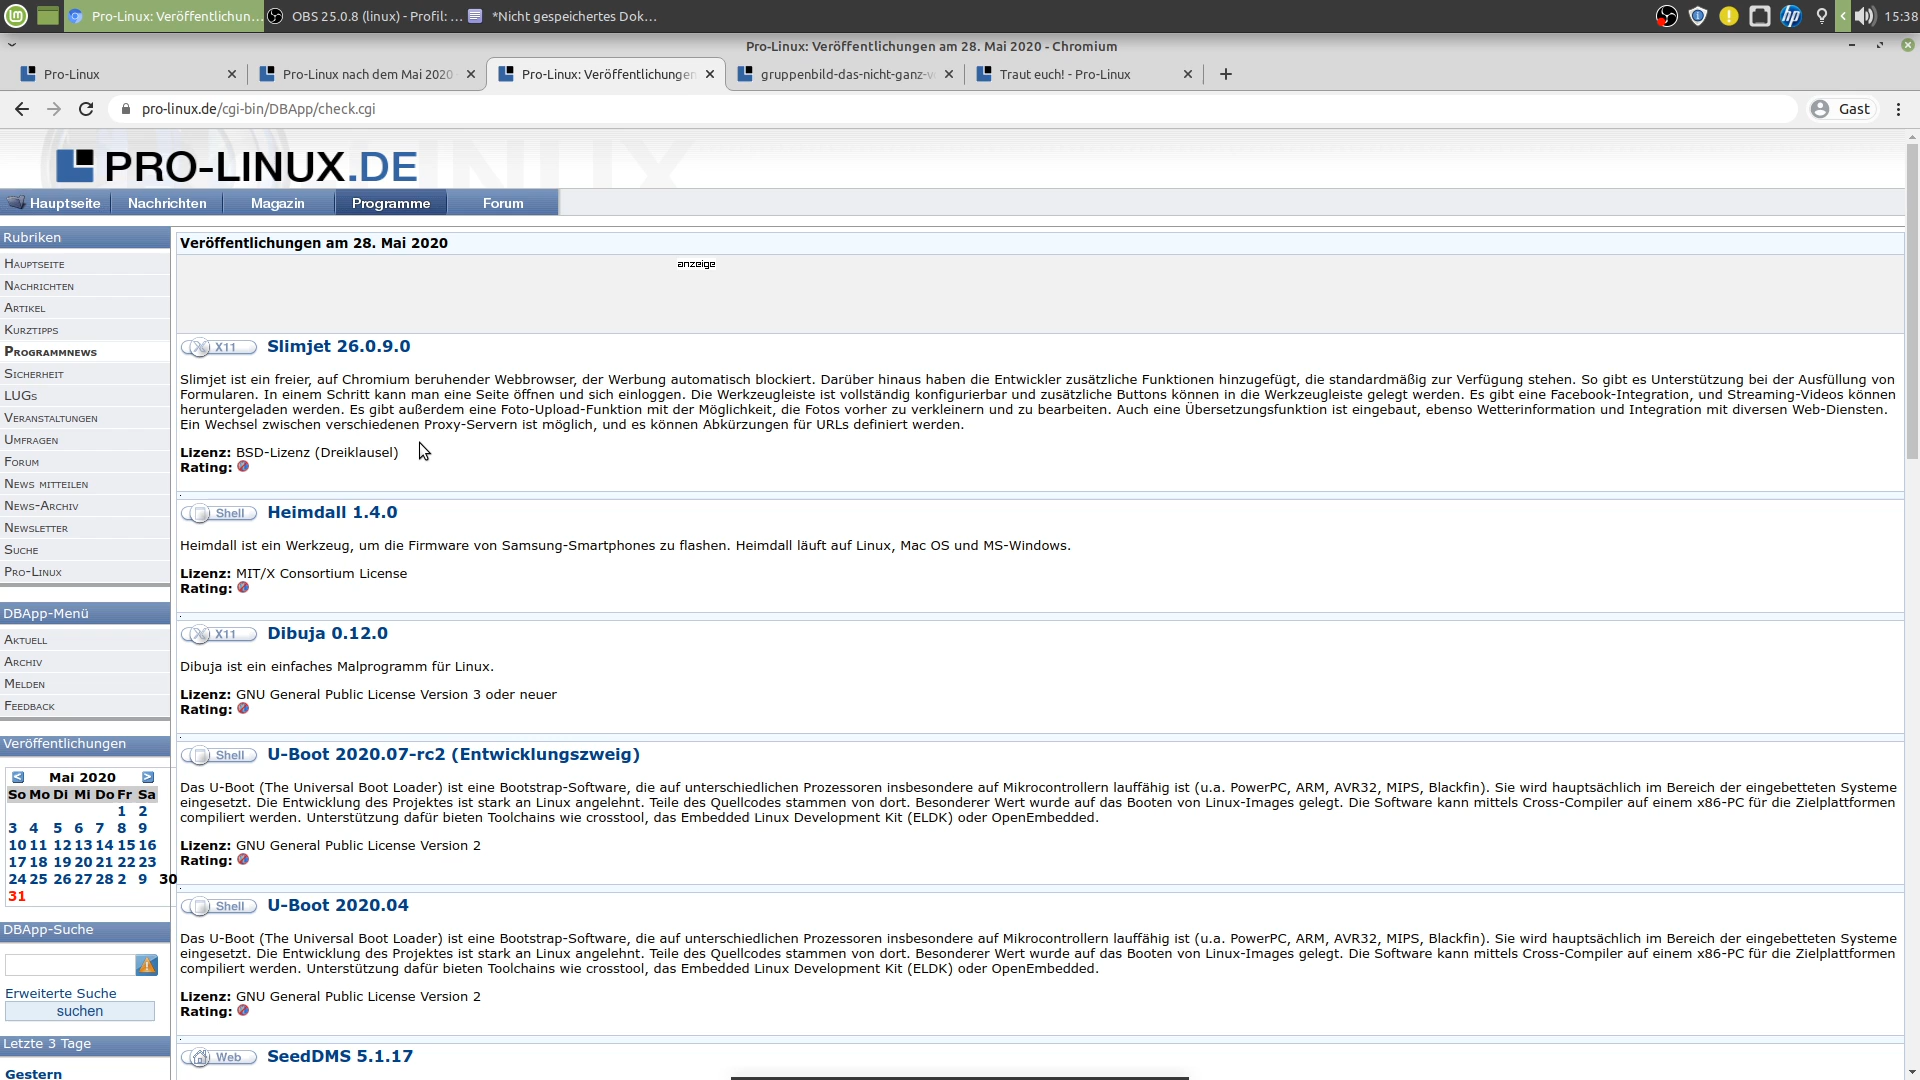 Pro-Linux: Veröffentlichun...
OBS 25.0.8 (linux) - Profil: ...
*Nicht gespeichertes Dok...
15:38
Pro-Linux: Veröffentlichungen am 28. Mai 2020 - Chromium
Pro-Linux
Pro-Linux nach dem Mai 2020
Pro-Linux: Veröffentlichungen
gruppenbild-das-nicht-ganz-v
Traut euch! - Pro-Linux
pro-linux.de/cgi-bin/DBApp/check.cgi
Gast
PRO-LINUX.DE
Hauptseite
Nachrichten
Magazin
Programme
Forum
Rubriken
Hauptseite
Nachrichten
Artikel
Kurztipps
Programmnews
Sicherheit
LUGs
Veranstaltungen
Umfragen
Forum
News mitteilen
News-Archiv
Newsletter
Suche
Pro-Linux
DBApp-Menü
Aktuell
Archiv
Melden
Feedback
Veröffentlichungen
< Mai 2020 >
So Mo Di Mi Do Fr Sa
1 2
3 4 5 6 7 8 9
10 11 12 13 14 15 16
17 18 19 20 21 22 23
24 25 26 27 28 2 9 30
31
DBApp-Suche
Erweiterte Suche
suchen
Letzte 3 Tage
Gestern
Veröffentlichungen am 28. Mai 2020
anzeige
X11 Slimjet 26.0.9.0
Slimjet ist ein freier, auf Chromium beruhender Webbrowser, der Werbung automatisch blockiert. Darüber hinaus haben die Entwickler zusätzliche Funktionen hinzugefügt, die standardmäßig zur Verfügung stehen. So gibt es Unterstützung bei der Ausfüllung von
Formularen. In einem Schritt kann man eine Seite öffnen und sich einloggen. Die Werkzeugleiste ist vollständig konfigurierbar und zusätzliche Buttons können in die Werkzeugleiste gelegt werden. Es gibt eine Facebook-Integration, und Streaming-Videos können
heruntergeladen werden. Es gibt außerdem eine Foto-Upload-Funktion mit der Möglichkeit, die Fotos vorher zu verkleinern und zu bearbeiten. Auch eine Übersetzungsfunktion ist eingebaut, ebenso Wetterinformation und Integration mit diversen Web-Diensten.
Ein Wechsel zwischen verschiedenen Proxy-Servern ist möglich, und es können Abkürzungen für URLs definiert werden.
Lizenz: BSD-Lizenz (Dreiklausel)
Rating:
Shell Heimdall 1.4.0
Heimdall ist ein Werkzeug, um die Firmware von Samsung-Smartphones zu flashen. Heimdall läuft auf Linux, Mac OS und MS-Windows.
Lizenz: MIT/X Consortium License
Rating:
X11 Dibuja 0.12.0
Dibuja ist ein einfaches Malprogramm für Linux.
Lizenz: GNU General Public License Version 3 oder neuer
Rating:
Shell U-Boot 2020.07-rc2 (Entwicklungszweig)
Das U-Boot (The Universal Boot Loader) ist eine Bootstrap-Software, die auf unterschiedlichen Prozessoren insbesondere auf Mikrocontrollern lauffähig ist (u.a. PowerPC, ARM, AVR32, MIPS, Blackfin). Sie wird hauptsächlich im Bereich der eingebetteten Systeme
eingesetzt. Die Entwicklung des Projektes ist stark an Linux angelehnt. Teile des Quellcodes stammen von dort. Besonderer Wert wurde auf das Booten von Linux-Images gelegt. Die Software kann mittels Cross-Compiler auf einem x86-PC für die Zielplattformen
compiliert werden. Unterstützung dafür bieten Toolchains wie crosstool, das Embedded Linux Development Kit (ELDK) oder OpenEmbedded.
Lizenz: GNU General Public License Version 2
Rating:
Shell U-Boot 2020.04
Das U-Boot (The Universal Boot Loader) ist eine Bootstrap-Software, die auf unterschiedlichen Prozessoren insbesondere auf Mikrocontrollern lauffähig ist (u.a. PowerPC, ARM, AVR32, MIPS, Blackfin). Sie wird hauptsächlich im Bereich der eingebetteten Systeme
eingesetzt. Die Entwicklung des Projektes ist stark an Linux angelehnt. Teile des Quellcodes stammen von dort. Besonderer Wert wurde auf das Booten von Linux-Images gelegt. Die Software kann mittels Cross-Compiler auf einem x86-PC für die Zielplattformen
compiliert werden. Unterstützung dafür bieten Toolchains wie crosstool, das Embedded Linux Development Kit (ELDK) oder OpenEmbedded.
Lizenz: GNU General Public License Version 2
Rating:
Web SeedDMS 5.1.17